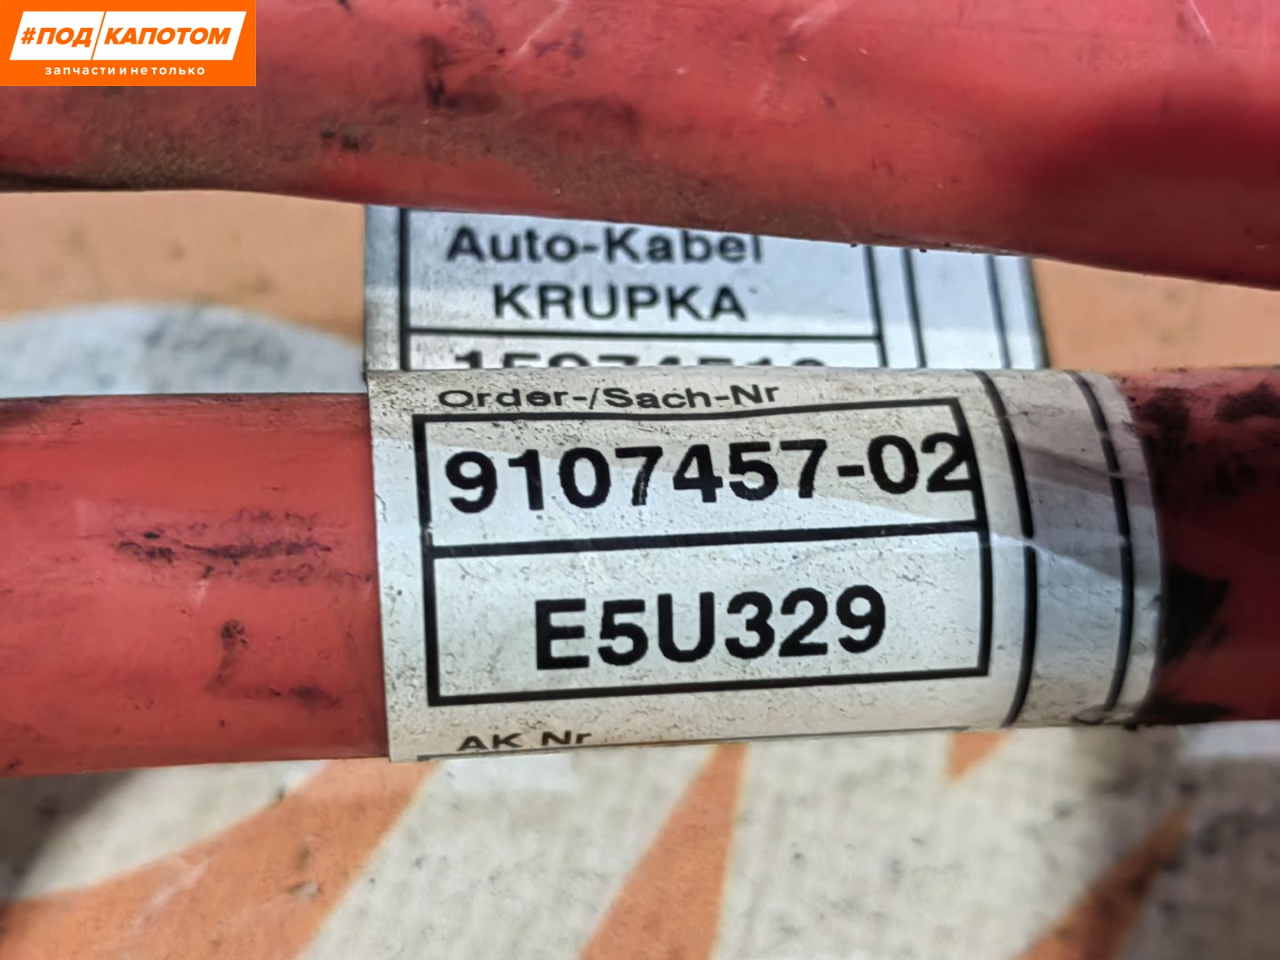 #ПОД КАПОТОМ
запчасти и не только
Auto-Kabel
KRUPKA
Order-/Sach-Nr
9107457-02
E5U329
AK Nr